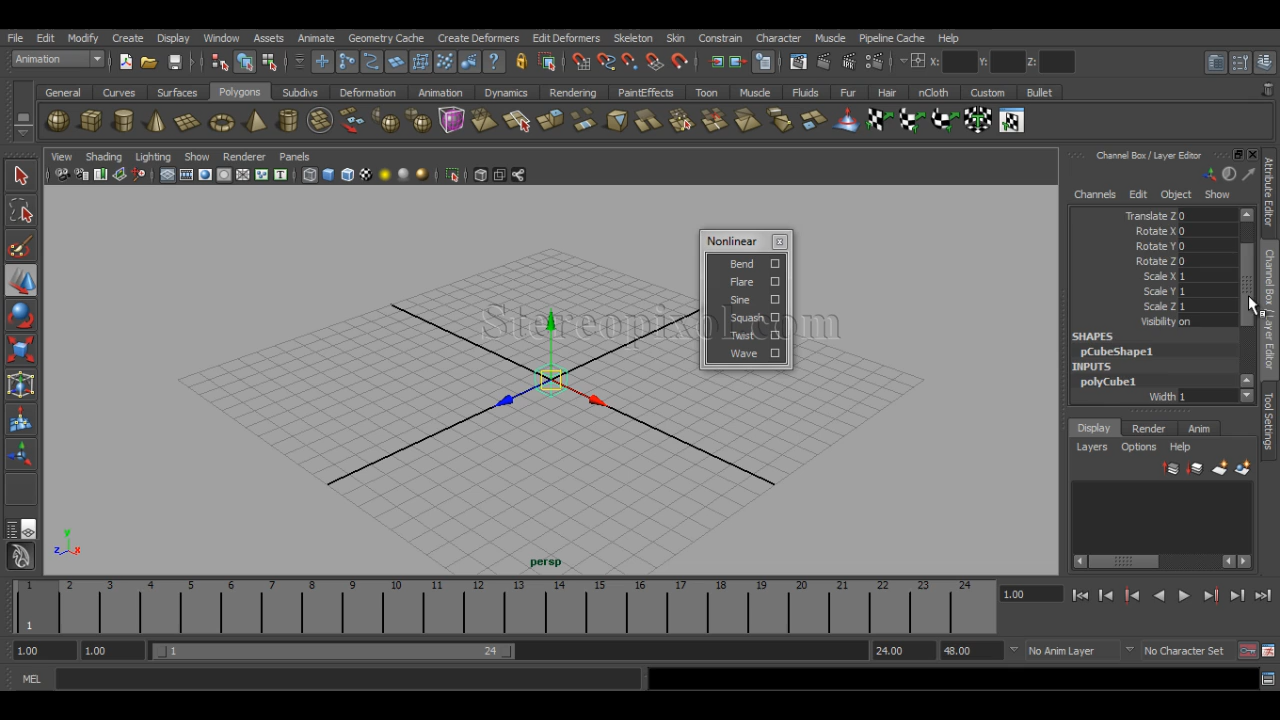 File Edit Modify Create Display Window Assets Animate Geometry Cache Create Deformers Edit Deformers Skeleton Skin Constrain Character Muscle Pipeline Cache Help
Animation X: Y: Z:
General Curves Surfaces Polygons Subdivs Deformation Animation Dynamics Rendering PaintEffects Toon Muscle Fluids Fur Hair nCloth Custom Bullet
View Shading Lighting Show Renderer Panels
Channel Box / Layer Editor
Channels Edit Object Show
Translate Z 0
Rotate X 0
Rotate Y 0
Rotate Z 0
Scale X 1
Scale Y 1
Scale Z 1
Visibility on
SHAPES
pCubeShape1
INPUTS
polyCube1
Width 1
Attribute Editor
Channel Box / Layer Editor
Tool Settings
Nonlinear
Bend
Flare
Sine
Squash
Twist
Wave
Stereopixol.com
Display Render Anim
Layers Options Help
y
z x
persp
1 2 3 4 5 6 7 8 9 10 11 12 13 14 15 16 17 18 19 20 21 22 23 24
1
1.00
1.00 1.00 1 24 24.00 48.00 No Anim Layer No Character Set
MEL